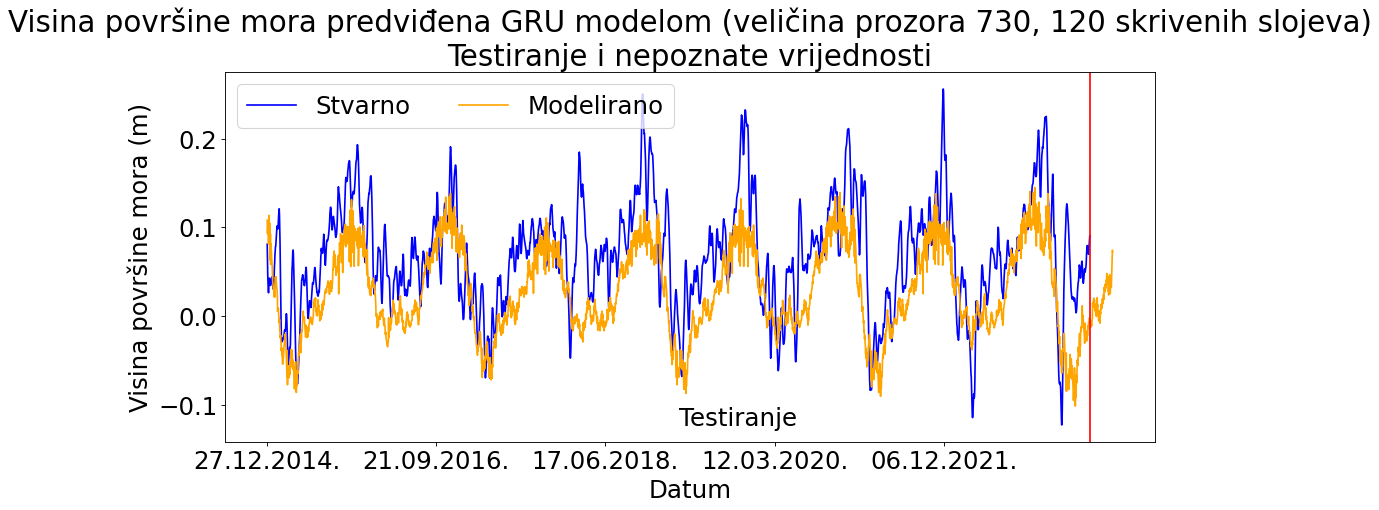 Visina površine mora predviđena GRU modelom (veličina prozora 730, 120 skrivenih slojeva)
Testiranje i nepoznate vrijednosti
Stvarno
Modelirano
Visina površine mora (m)
0.2
0.1
0.0
−0.1
Testiranje
27.12.2014.
21.09.2016.
17.06.2018.
12.03.2020.
06.12.2021.
Datum